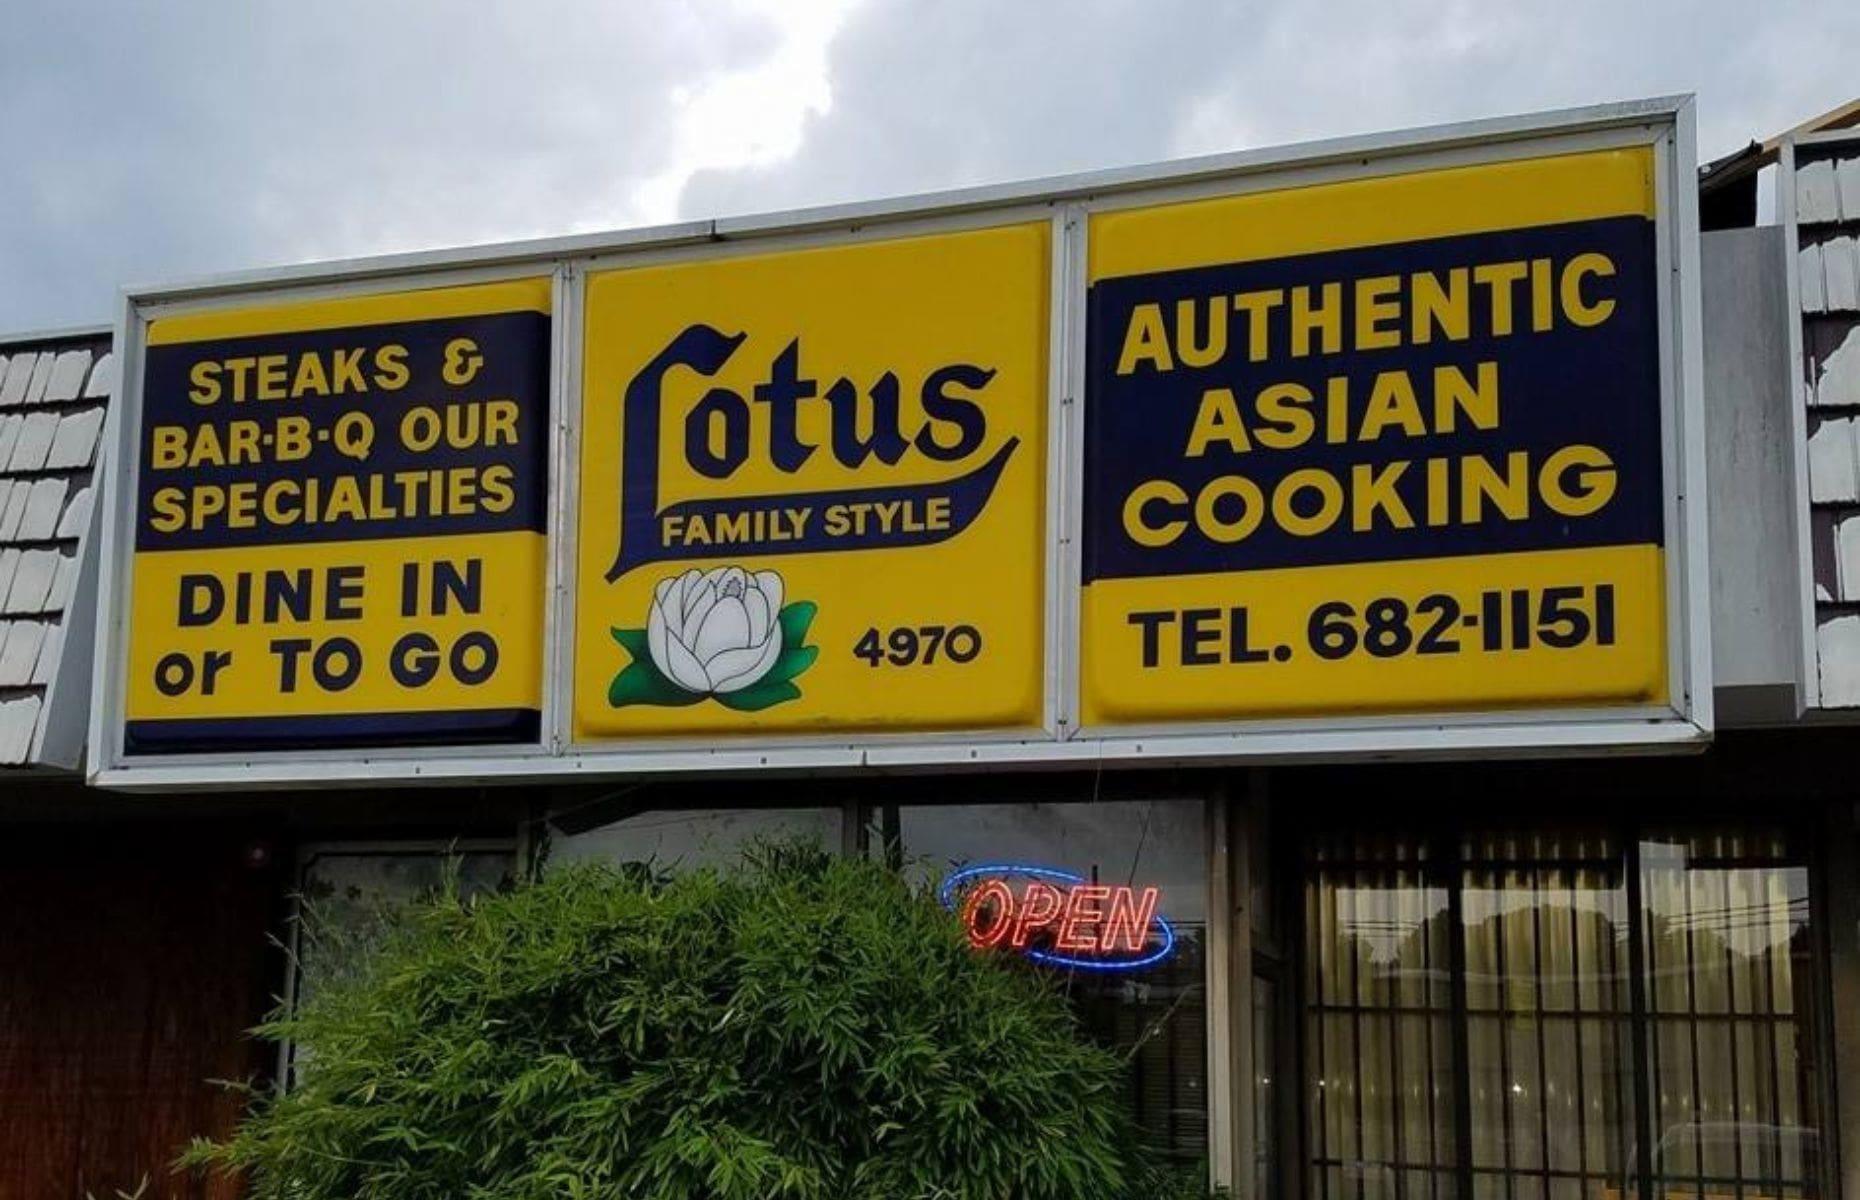 STEAKS &
BAR-B-Q OUR
SPECIALTIES
DINE IN
or TO GO
Lotus
FAMILY STYLE
4970
AUTHENTIC
ASIAN
COOKING
TEL. 682-1151
OPEN